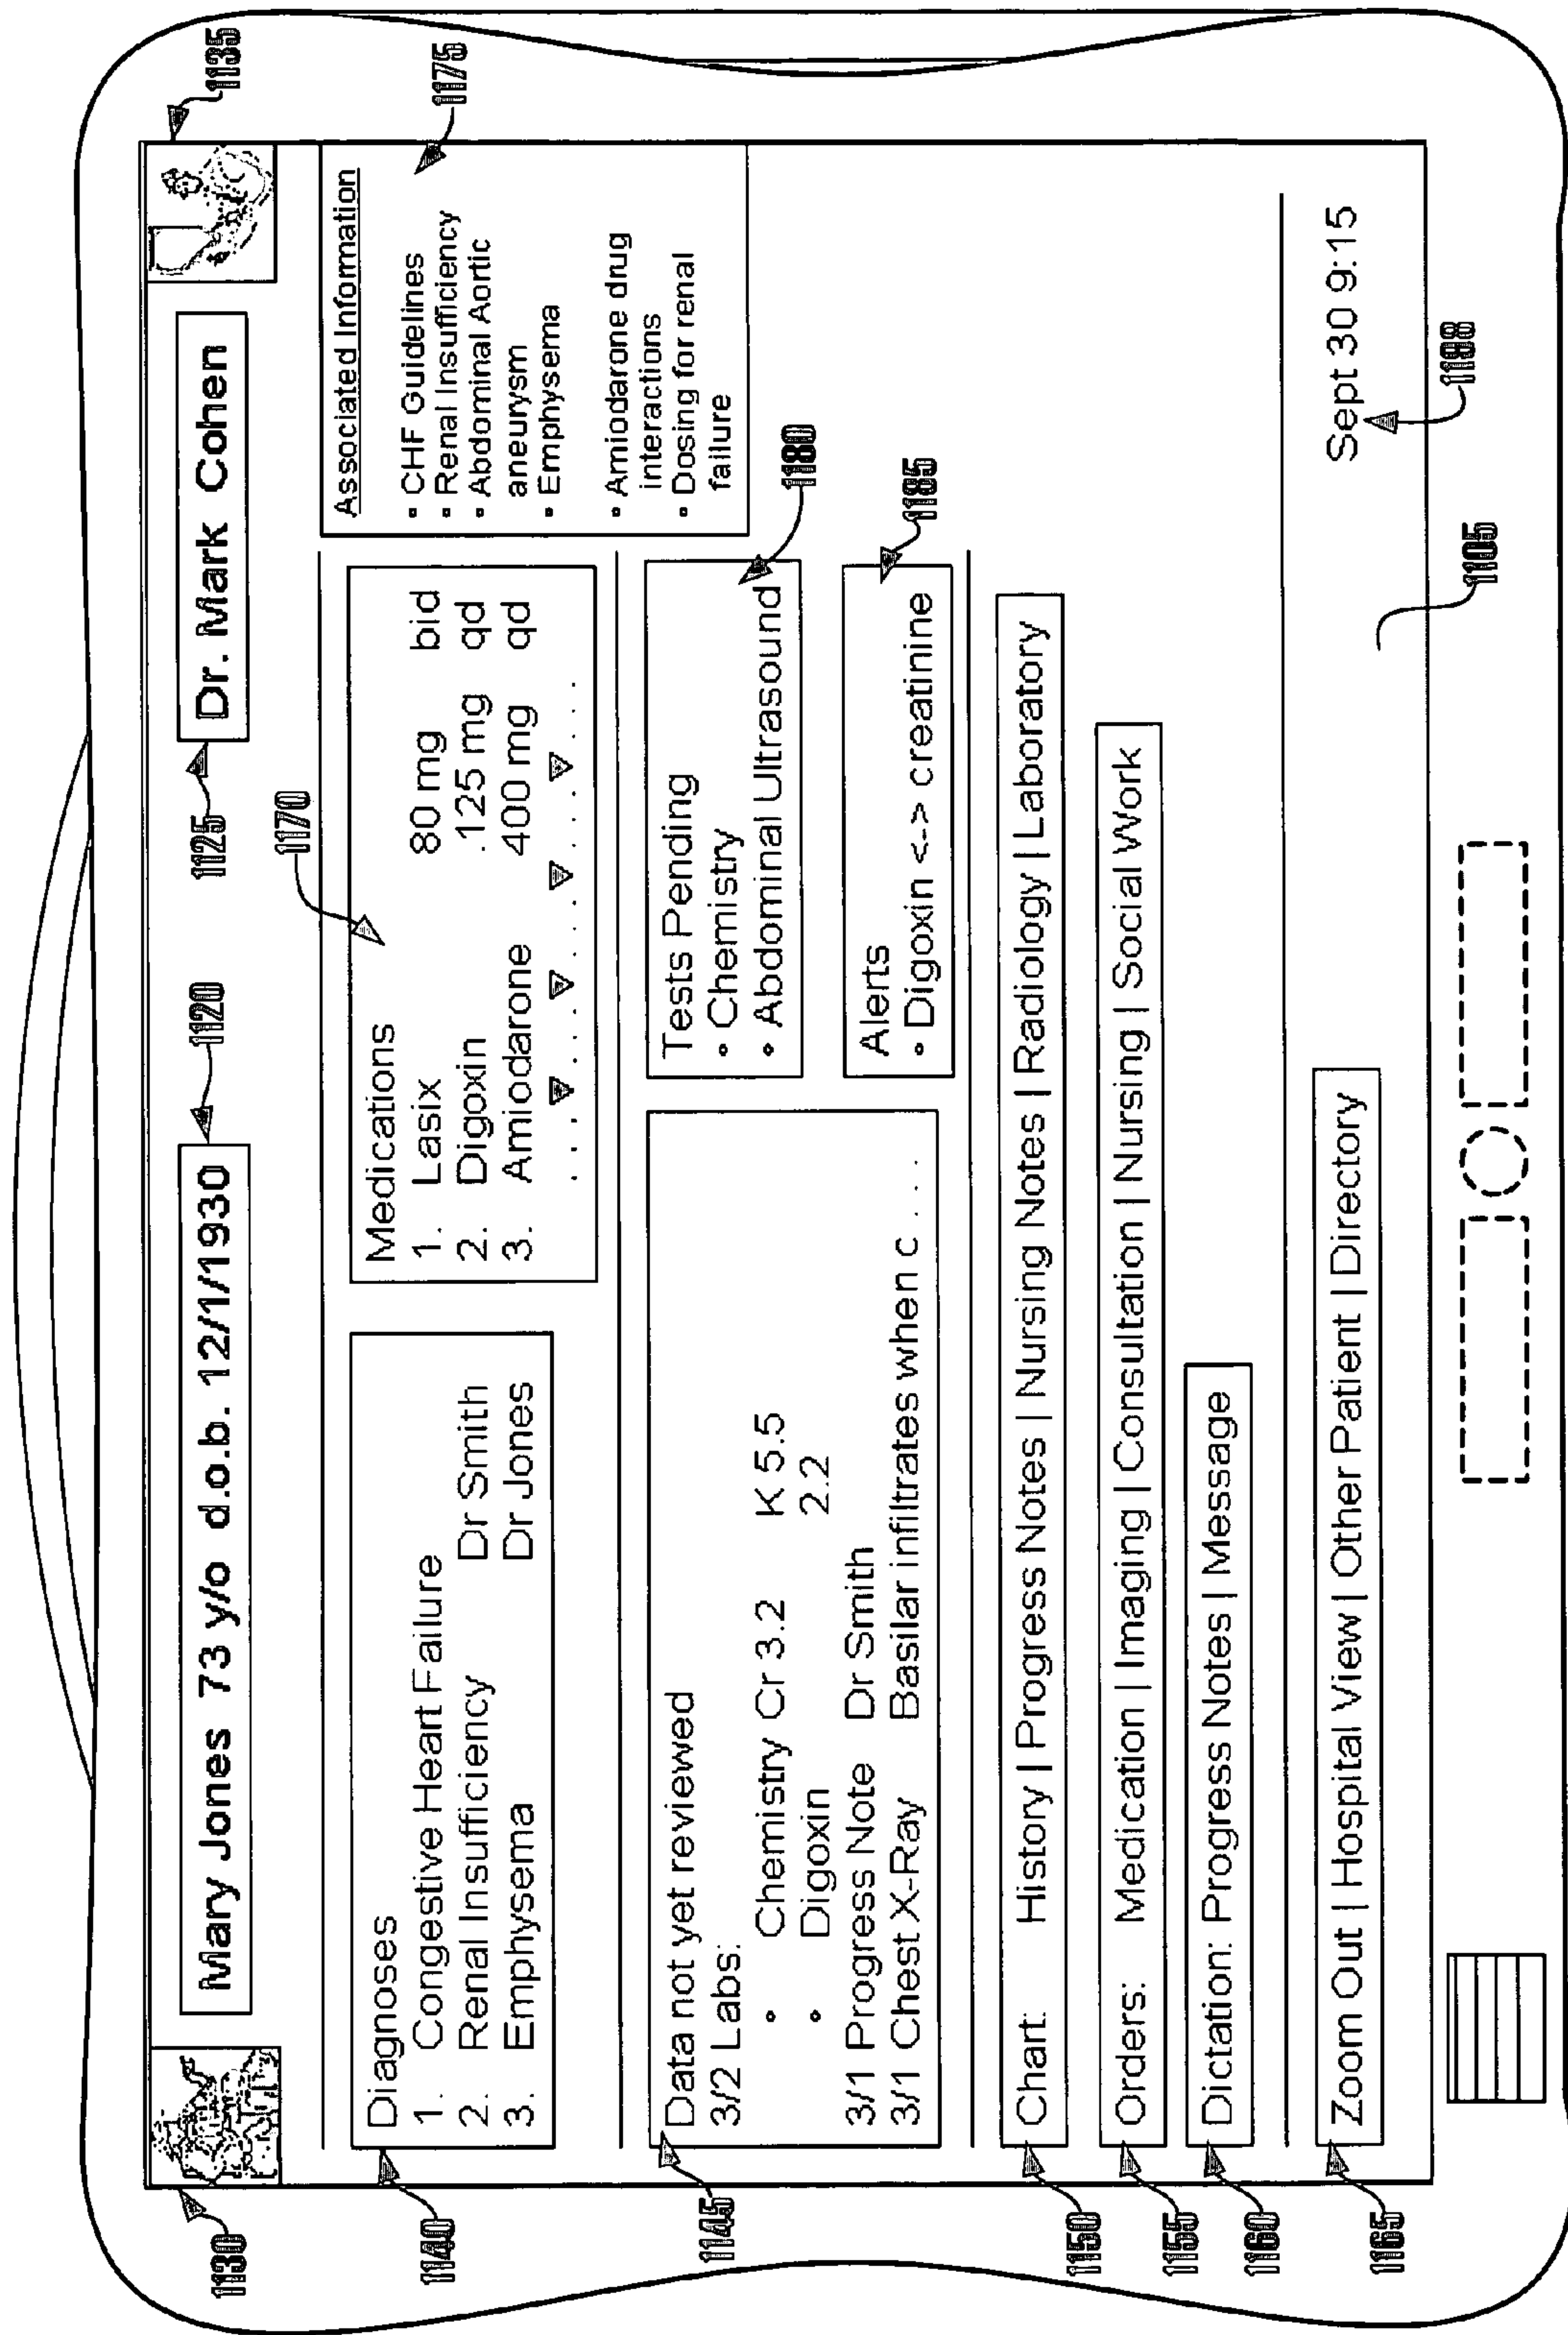 1120
1125
1135
Mary Jones 73 y/o d.o.b. 12/1/1930
Dr. Mark Cohen
1130
1170
1175
Diagnoses
1. Congestive Heart Failure
2. Renal Insufficiency Dr Smith
3. Emphysema Dr Jones
1140
Medications
1. Lasix 80 mg bid
2. Digoxin .125 mg qd
3. Amiodarone 400 mg qd
Associated Information
• CHF Guidelines
• Renal Insufficiency
• Abdominal Aortic
aneurysm
• Emphysema
• Amiodarone drug
interactions
• Dosing for renal
failure
Data not yet reviewed
3/2 Labs:
• Chemistry Cr 3.2 K 5.5
• Digoxin 2.2
3/1 Progress Note Dr Smith
3/1 Chest X-Ray Basilar infiltrates when c . . .
1145
Tests Pending
• Chemistry
• Abdominal Ultrasound
1180
Alerts
• Digoxin <-> creatinine
1185
Chart: History | Progress Notes | Nursing Notes | Radiology | Laboratory
1150
Orders: Medication | Imaging | Consultation | Nursing | Social Work
1155
Dictation: Progress Notes | Message
1160
Zoom Out | Hospital View | Other Patient | Directory
Sept 30 9:15
1165
1198
1105